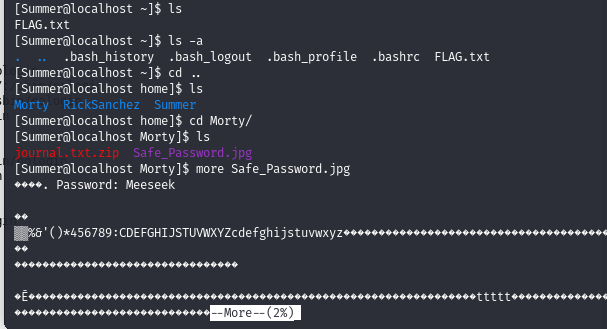 [Summer@localhost ~]$ ls
FLAG.txt
[Summer@localhost ~]$ ls -a
.  ..  .bash_history  .bash_logout  .bash_profile  .bashrc  FLAG.txt
[Summer@localhost ~]$ cd ..
[Summer@localhost home]$ ls
Morty  RickSanchez  Summer
[Summer@localhost home]$ cd Morty/
[Summer@localhost Morty]$ ls
journal.txt.zip  Safe_Password.jpg
[Summer@localhost Morty]$ more Safe_Password.jpg
����. Password: Meeseek
��
▒▒%&'()*456789:CDEFGHIJSTUVWXYZcdefghijstuvwxyz
��
�Ē ttttt
--More--(2%)